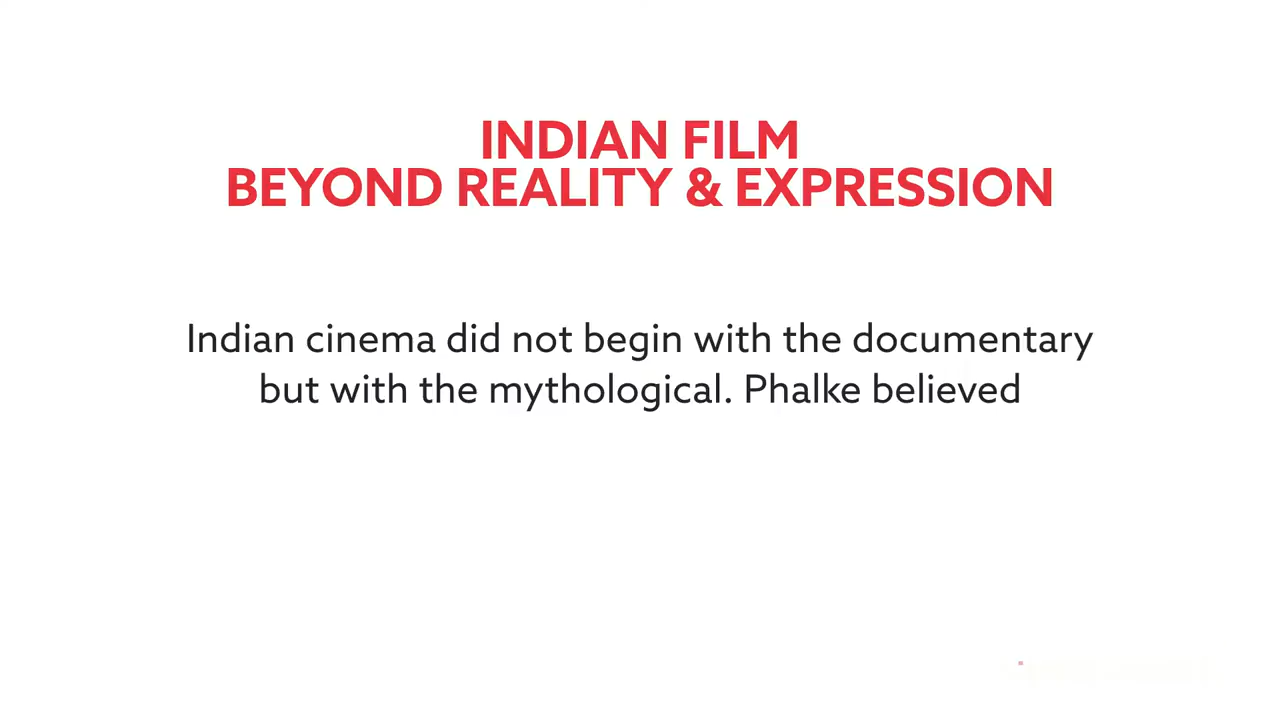 INDIAN FILM
BEYOND REALITY & EXPRESSION
Indian cinema did not begin with the documentary
but with the mythological. Phalke believed